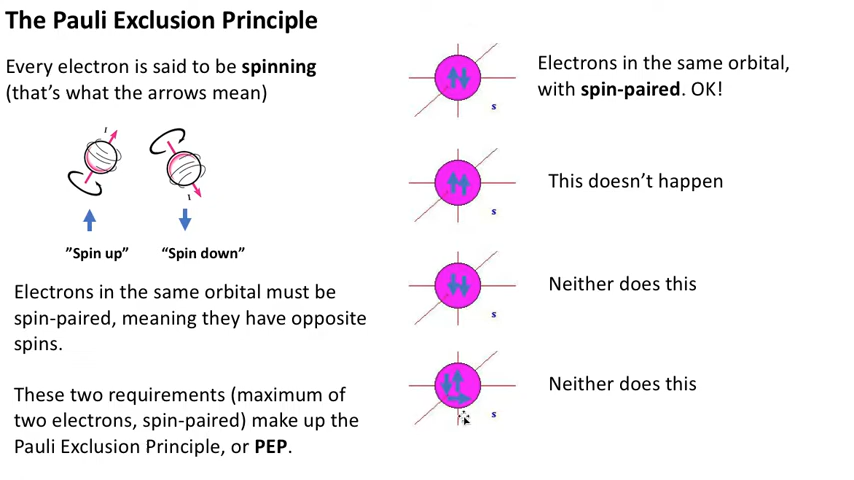 The Pauli Exclusion Principle
Every electron is said to be spinning
(that's what the arrows mean)
"Spin up"
"Spin down"
Electrons in the same orbital must be
spin-paired, meaning they have opposite
spins.
These two requirements (maximum of
two electrons, spin-paired) make up the
Pauli Exclusion Principle, or PEP.
s
Electrons in the same orbital,
with spin-paired. OK!
s
This doesn't happen
s
Neither does this
s
Neither does this